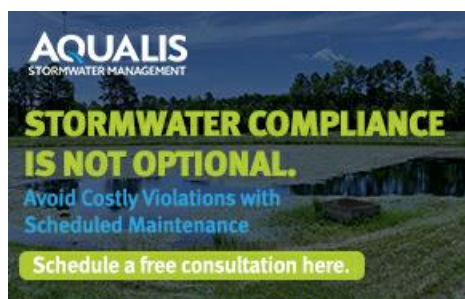 AQUALIS
STORMWATER MANAGEMENT
STORMWATER COMPLIANCE
IS NOT OPTIONAL.
Avoid Costly Violations with
Scheduled Maintenance
Schedule a free consultation here.